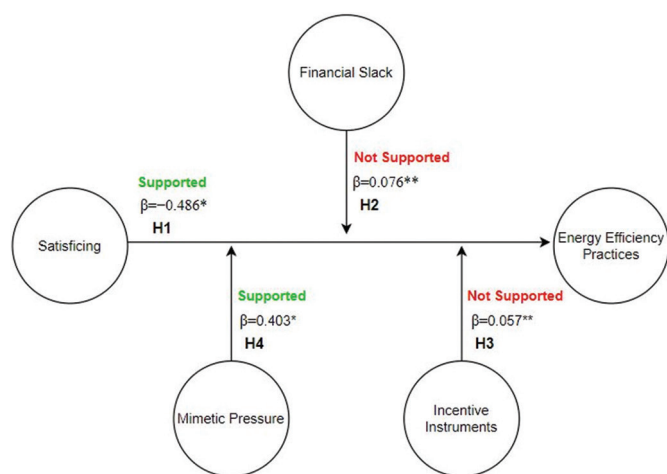 Financial Slack
Not Supported
β=0.076**
H2
Supported
β=−0.486*
H1
Satisficing
Energy Efficiency
Practices
Supported
β=0.403*
H4
Not Supported
β=0.057**
H3
Mimetic Pressure
Incentive
Instruments